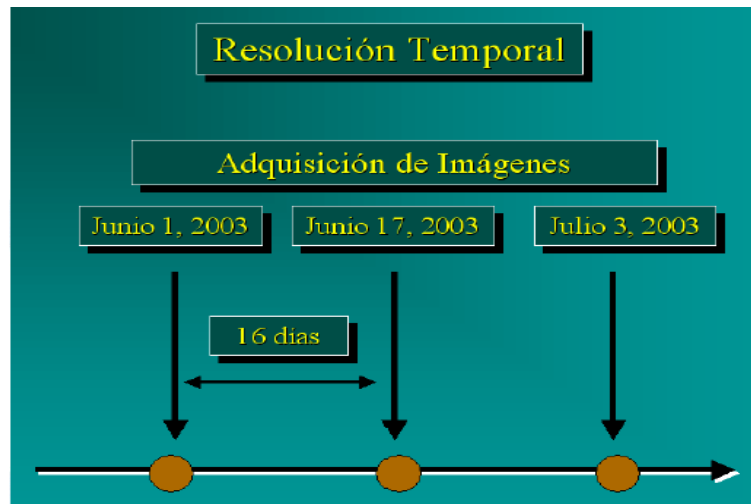 Resolución Temporal
Adquisición de Imágenes
Junio 1, 2003
Junio 17, 2003
Julio 3, 2003
16 dias